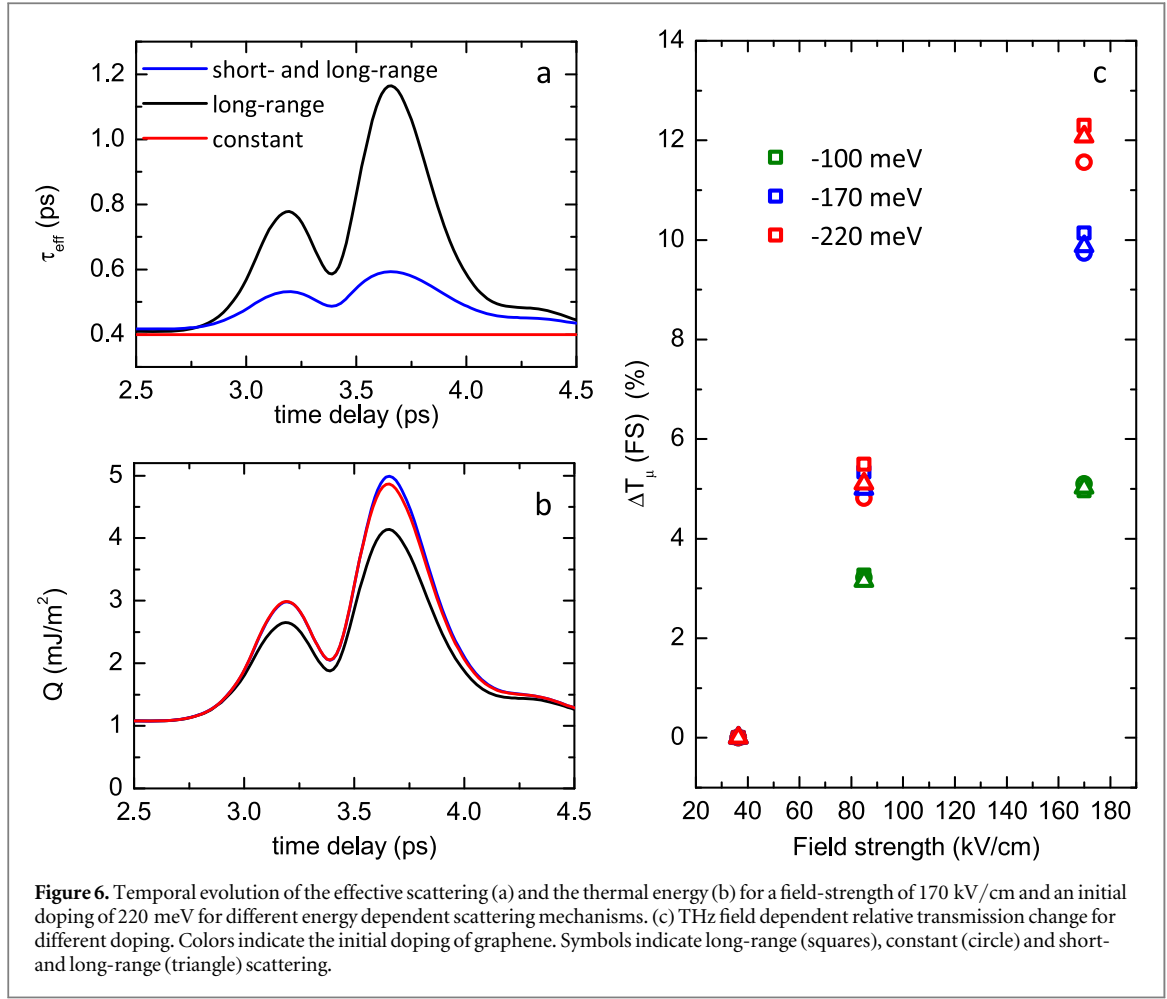 a
short- and long-range
long-range
constant
1.2
1.0
0.8
0.6
0.4
τeff (ps)
2.5 3.0 3.5 4.0 4.5
time delay (ps)
b
5
4
3
2
1
0
Q (mJ/m²)
2.5 3.0 3.5 4.0 4.5
time delay (ps)
c
-100 meV
-170 meV
-220 meV
14
12
10
8
6
4
2
0
ΔTμ (FS) (%)
20 40 60 80 100 120 140 160 180
Field strength (kV/cm)
Figure 6. Temporal evolution of the effective scattering (a) and the thermal energy (b) for a field-strength of 170 kV/cm and an initial
doping of 220 meV for different energy dependent scattering mechanisms. (c) THz field dependent relative transmission change for
different doping. Colors indicate the initial doping of graphene. Symbols indicate long-range (squares), constant (circle) and short-
and long-range (triangle) scattering.